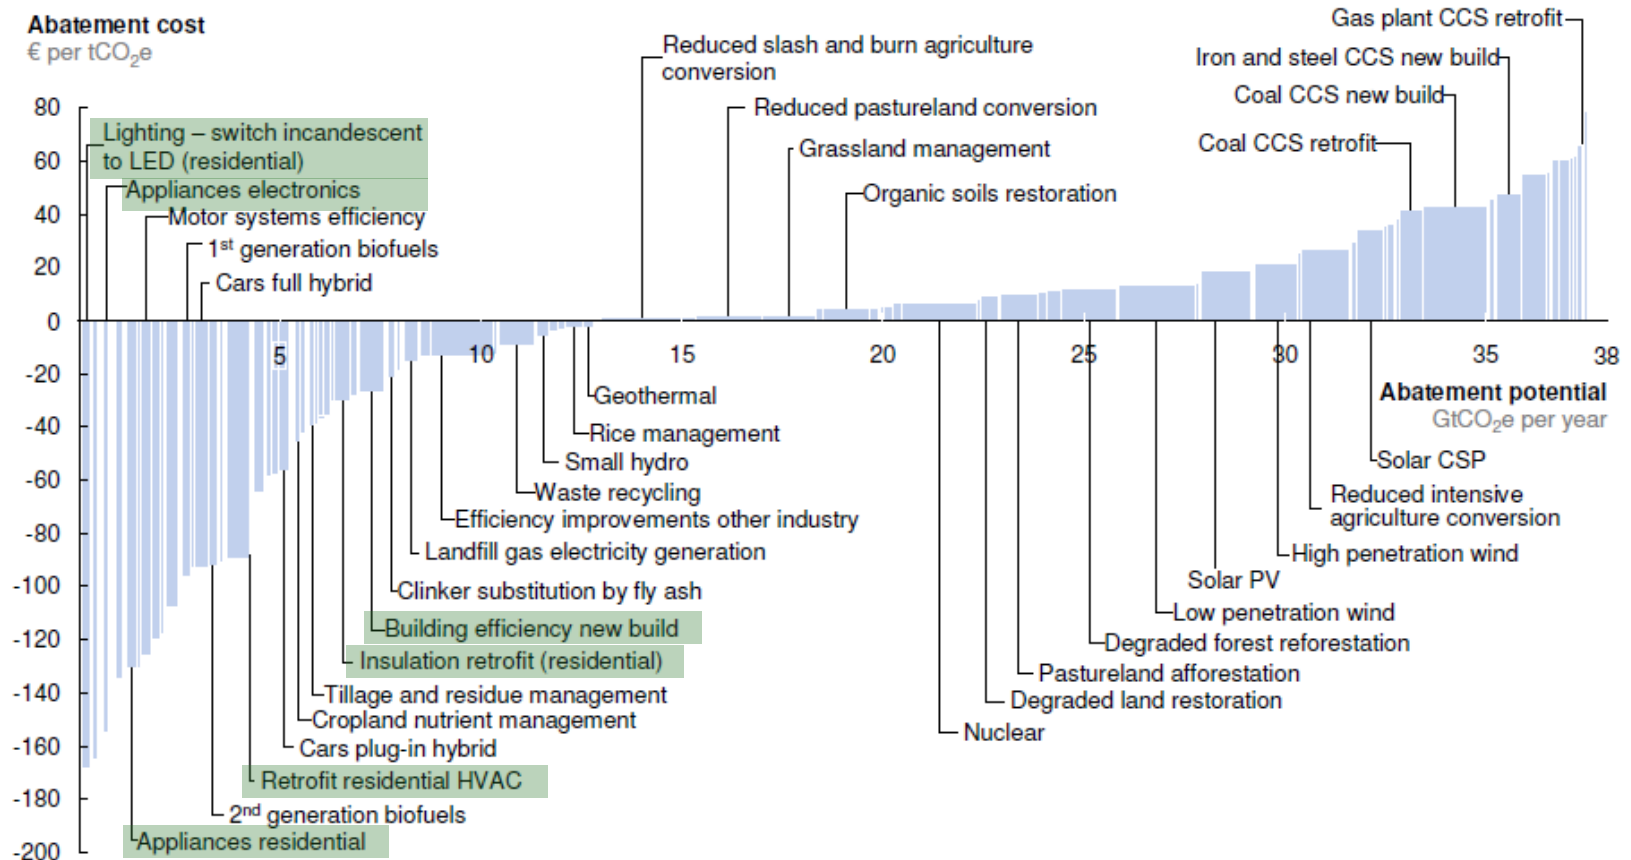 Abatement cost
€ per tCO₂e
80
60
40
20
0
-20
-40
-60
-80
-100
-120
-140
-160
-180
-200
Lighting – switch incandescent
to LED (residential)
Appliances electronics
Motor systems efficiency
1st generation biofuels
Cars full hybrid
Reduced slash and burn agriculture
conversion
Reduced pastureland conversion
Grassland management
Organic soils restoration
Gas plant CCS retrofit
Iron and steel CCS new build
Coal CCS new build
Coal CCS retrofit
5
10
15
20
25
30
35
38
Abatement potential
GtCO₂e per year
Geothermal
Rice management
Small hydro
Waste recycling
Efficiency improvements other industry
Landfill gas electricity generation
Clinker substitution by fly ash
Building efficiency new build
Insulation retrofit (residential)
Tillage and residue management
Cropland nutrient management
Cars plug-in hybrid
Retrofit residential HVAC
2nd generation biofuels
Appliances residential
Solar CSP
Reduced intensive
agriculture conversion
High penetration wind
Solar PV
Low penetration wind
Degraded forest reforestation
Pastureland afforestation
Degraded land restoration
Nuclear